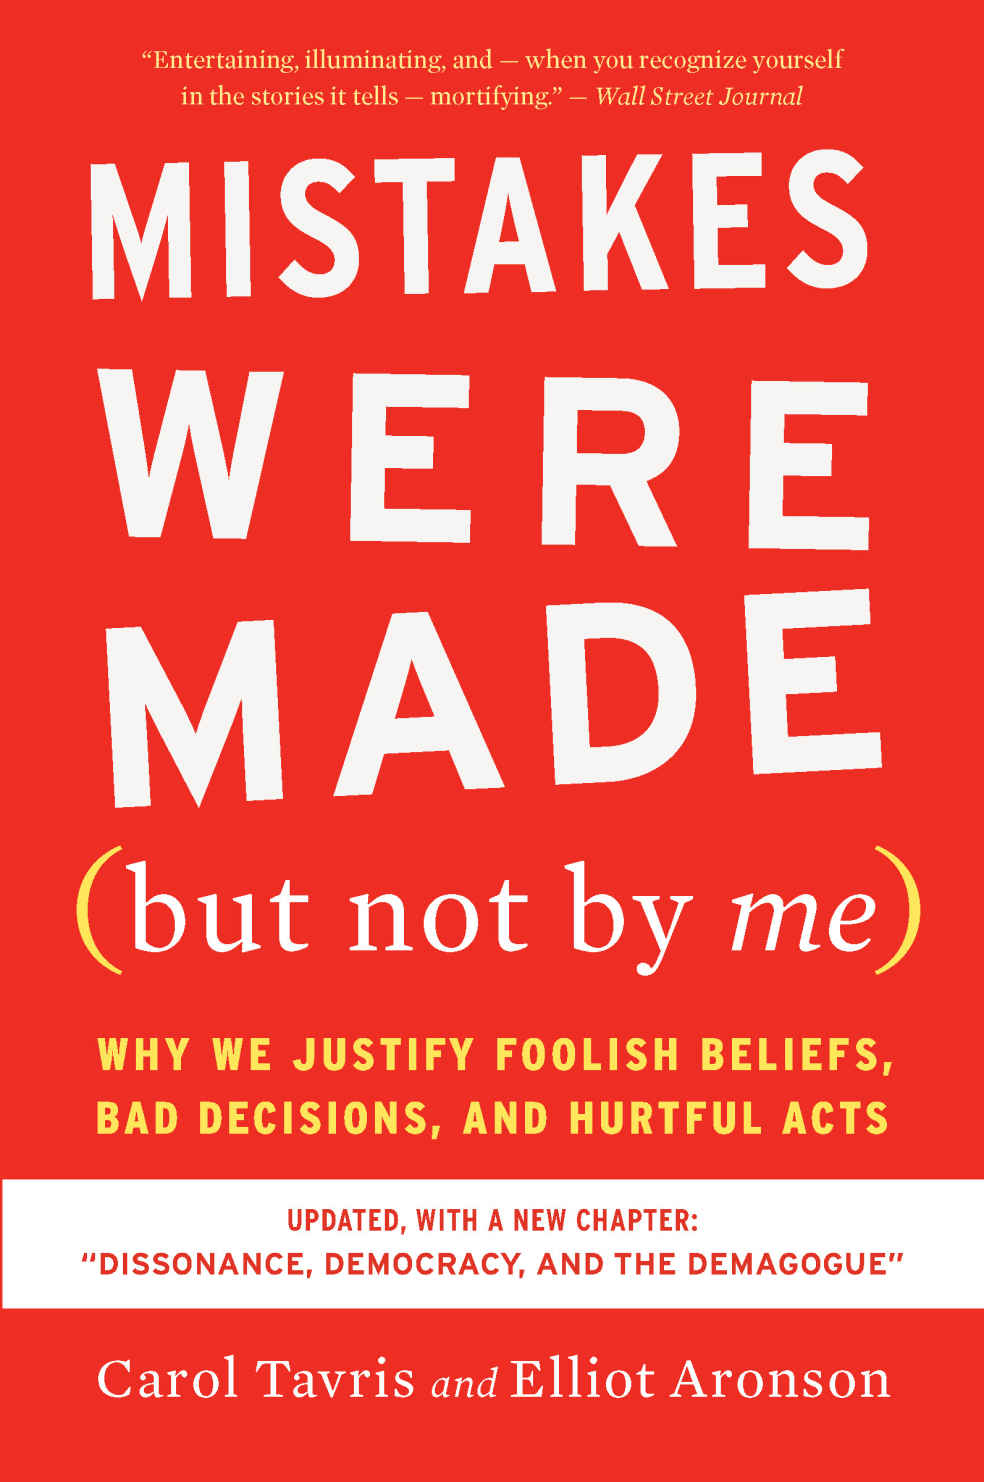 “Entertaining, illuminating, and — when you recognize yourself
in the stories it tells — mortifying.” — Wall Street Journal
MISTAKES
WERE
MADE
(but not by me)
WHY WE JUSTIFY FOOLISH BELIEFS,
BAD DECISIONS, AND HURTFUL ACTS
UPDATED, WITH A NEW CHAPTER:
“DISSONANCE, DEMOCRACY, AND THE DEMAGOGUE”
Carol Tavris and Elliot Aronson